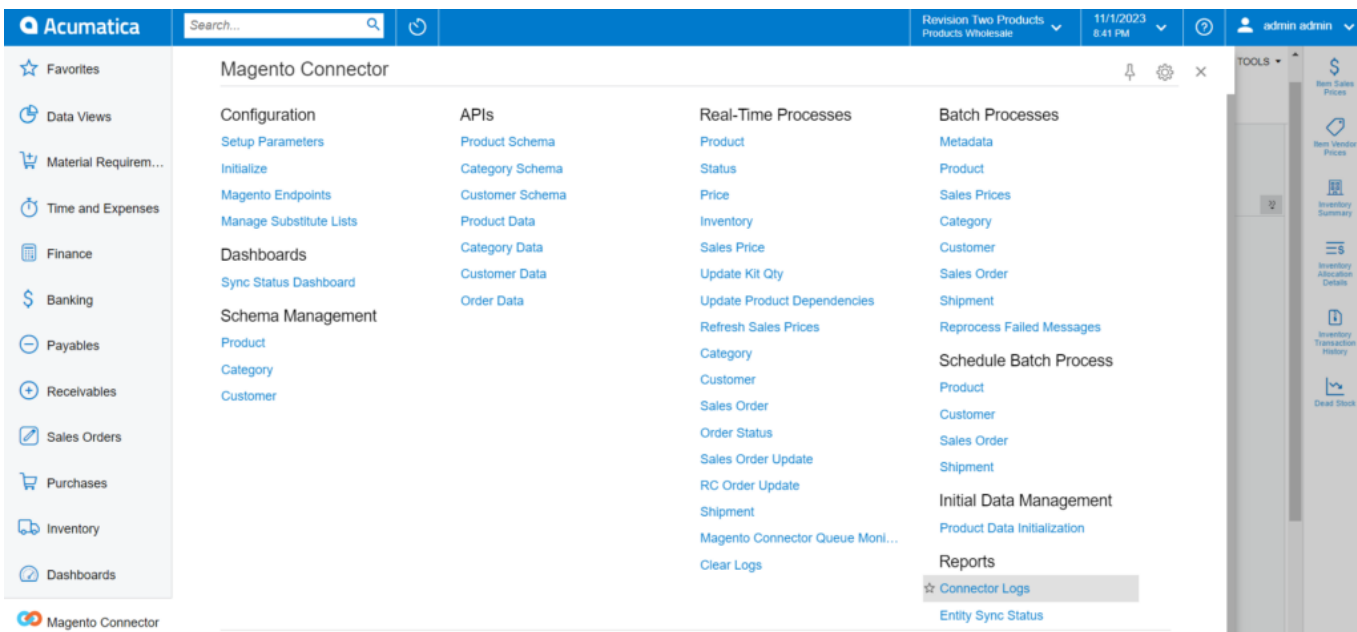 Acumatica
Search...
Revision Two Products
Products Wholesale
11/1/2023
8:41 PM
admin admin
Favorites
Data Views
Material Requirem...
Time and Expenses
Finance
Banking
Payables
Receivables
Sales Orders
Purchases
Inventory
Dashboards
Magento Connector
Magento Connector
Configuration
Setup Parameters
Initialize
Magento Endpoints
Manage Substitute Lists
Dashboards
Sync Status Dashboard
Schema Management
Product
Category
Customer
APIs
Product Schema
Category Schema
Customer Schema
Product Data
Category Data
Customer Data
Order Data
Real-Time Processes
Product
Status
Price
Inventory
Sales Price
Update Kit Qty
Update Product Dependencies
Refresh Sales Prices
Category
Customer
Sales Order
Order Status
Sales Order Update
RC Order Update
Shipment
Magento Connector Queue Moni...
Clear Logs
Batch Processes
Metadata
Product
Sales Prices
Category
Customer
Sales Order
Shipment
Reprocess Failed Messages
Schedule Batch Process
Product
Customer
Sales Order
Shipment
Initial Data Management
Product Data Initialization
Reports
Connector Logs
Entity Sync Status
TOOLS
Item Sales
Prices
Item Vendor
Prices
Inventory
Summary
Inventory
Allocation
Details
Inventory
Transaction
History
Dead Stock